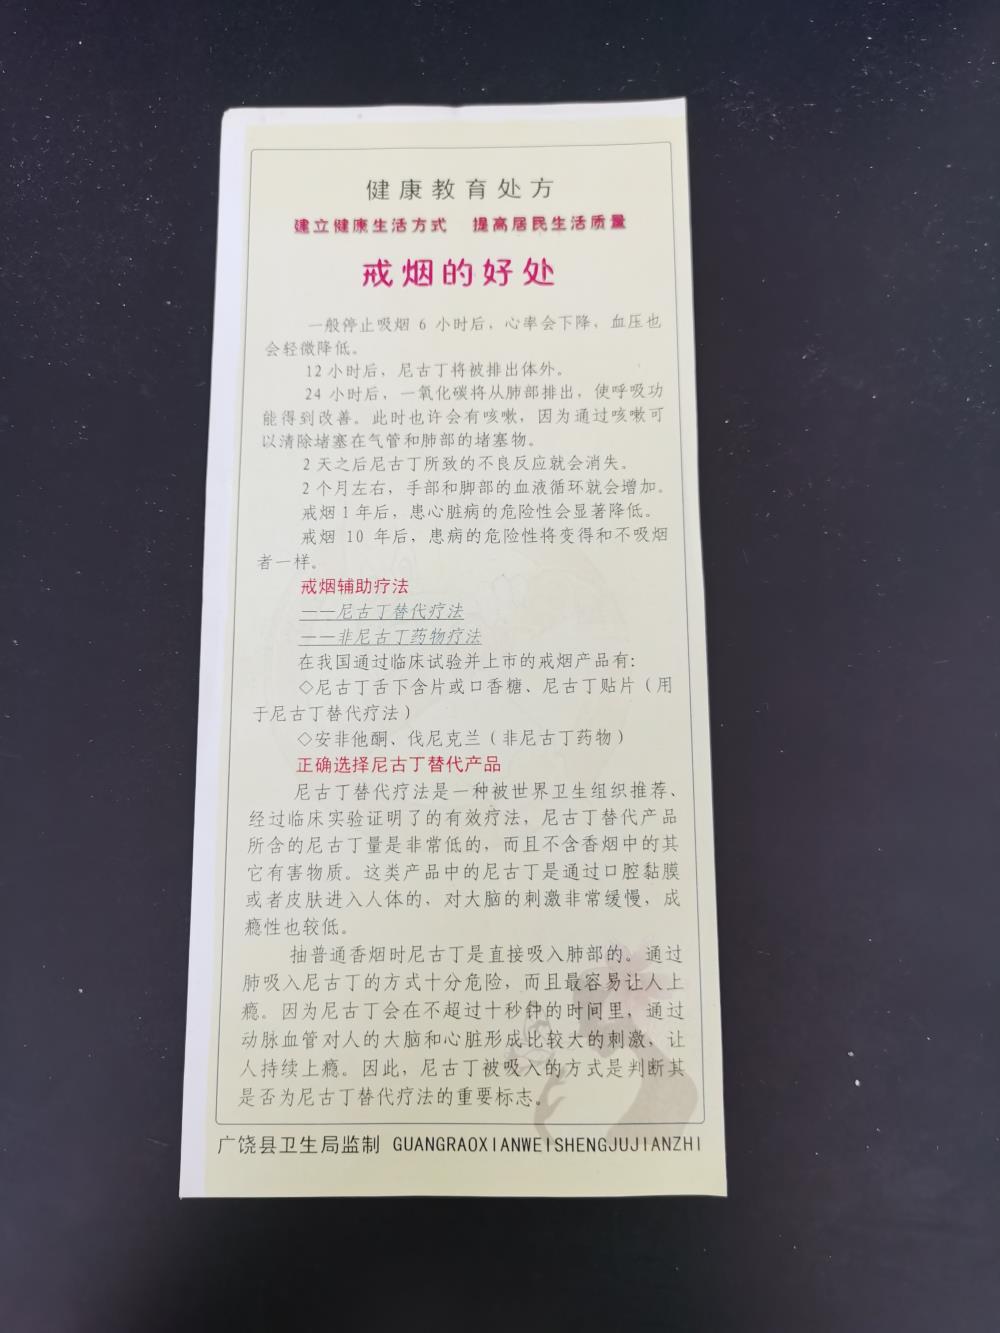 健康教育处方
建立健康生活方式 提高居民生活质量
戒烟的好处
一般停止吸烟 6 小时后，心率会下降，血压也
会轻微降低。
12 小时后，尼古丁将被排出体外。
24 小时后，一氧化碳将从肺部排出，使呼吸功
能得到改善。此时也许会有咳嗽，因为通过咳嗽可
以清除堵塞在气管和肺部的堵塞物。
2 天之后尼古丁所致的不良反应就会消失。
2 个月左右，手部和脚部的血液循环就会增加。
戒烟 1 年后，患心脏病的危险性会显著降低。
戒烟 10 年后，患病的危险性将变得和不吸烟
者一样。
戒烟辅助疗法
——尼古丁替代疗法
——非尼古丁药物疗法
在我国通过临床试验并上市的戒烟产品有：
◇尼古丁舌下含片或口香糖、尼古丁贴片（用
于尼古丁替代疗法）
◇安非他酮、伐尼克兰（非尼古丁药物）
正确选择尼古丁替代产品
尼古丁替代疗法是一种被世界卫生组织推荐、
经过临床实验证明了的有效疗法，尼古丁替代产品
所含的尼古丁量是非常低的，而且不含香烟中的其
它有害物质。这类产品中的尼古丁是通过口腔黏膜
或者皮肤进入人体的，对大脑的刺激非常缓慢，成
瘾性也较低。
抽普通香烟时尼古丁是直接吸入肺部的。通过
肺吸入尼古丁的方式十分危险，而且最容易让人上
瘾。因为尼古丁会在不超过十秒钟的时间里，通过
动脉血管对人的大脑和心脏形成比较大的刺激，让
人持续上瘾。因此，尼古丁被吸入的方式是判断其
是否为尼古丁替代疗法的重要标志。
广饶县卫生局监制 GUANGRAOXIANWEISHENGJUJIANZHI